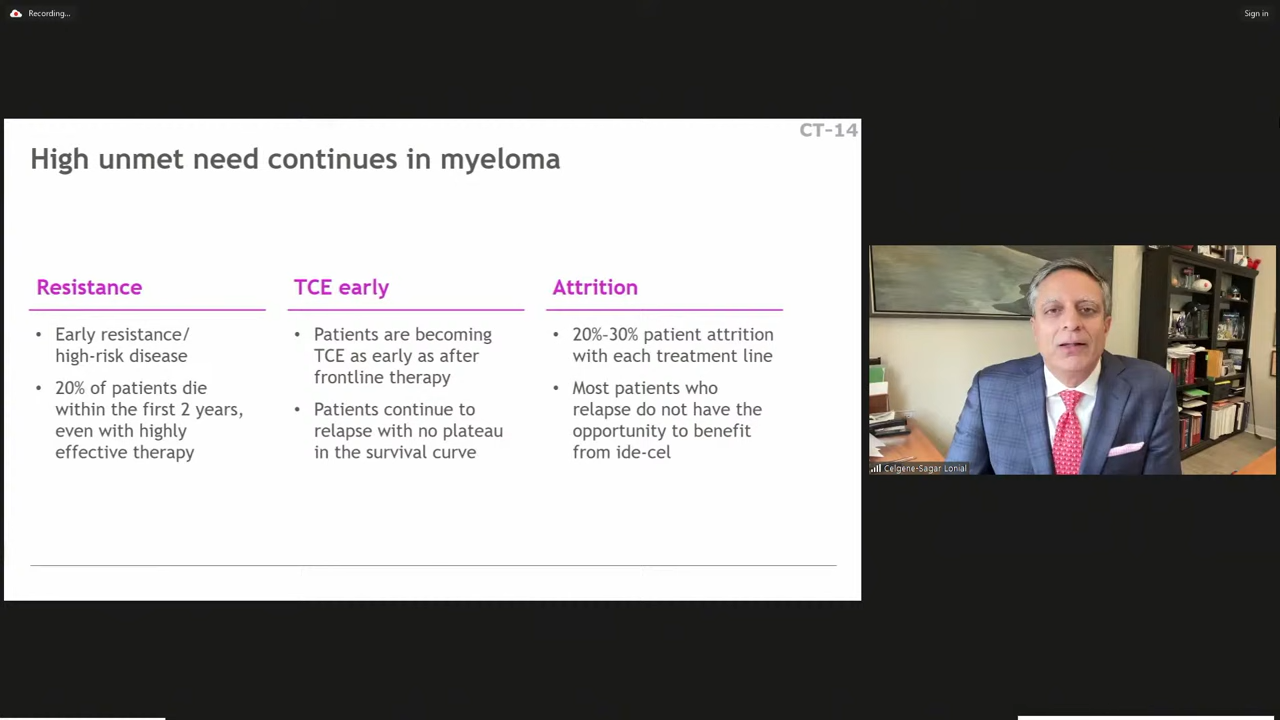 Recording...
Sign in
CT-14
High unmet need continues in myeloma
Resistance
• Early resistance/
high-risk disease
• 20% of patients die
within the first 2 years,
even with highly
effective therapy
TCE early
• Patients are becoming
TCE as early as after
frontline therapy
• Patients continue to
relapse with no plateau
in the survival curve
Attrition
• 20%-30% patient attrition
with each treatment line
• Most patients who
relapse do not have the
opportunity to benefit
from ide-cel
Celgene-Sagar Lonial